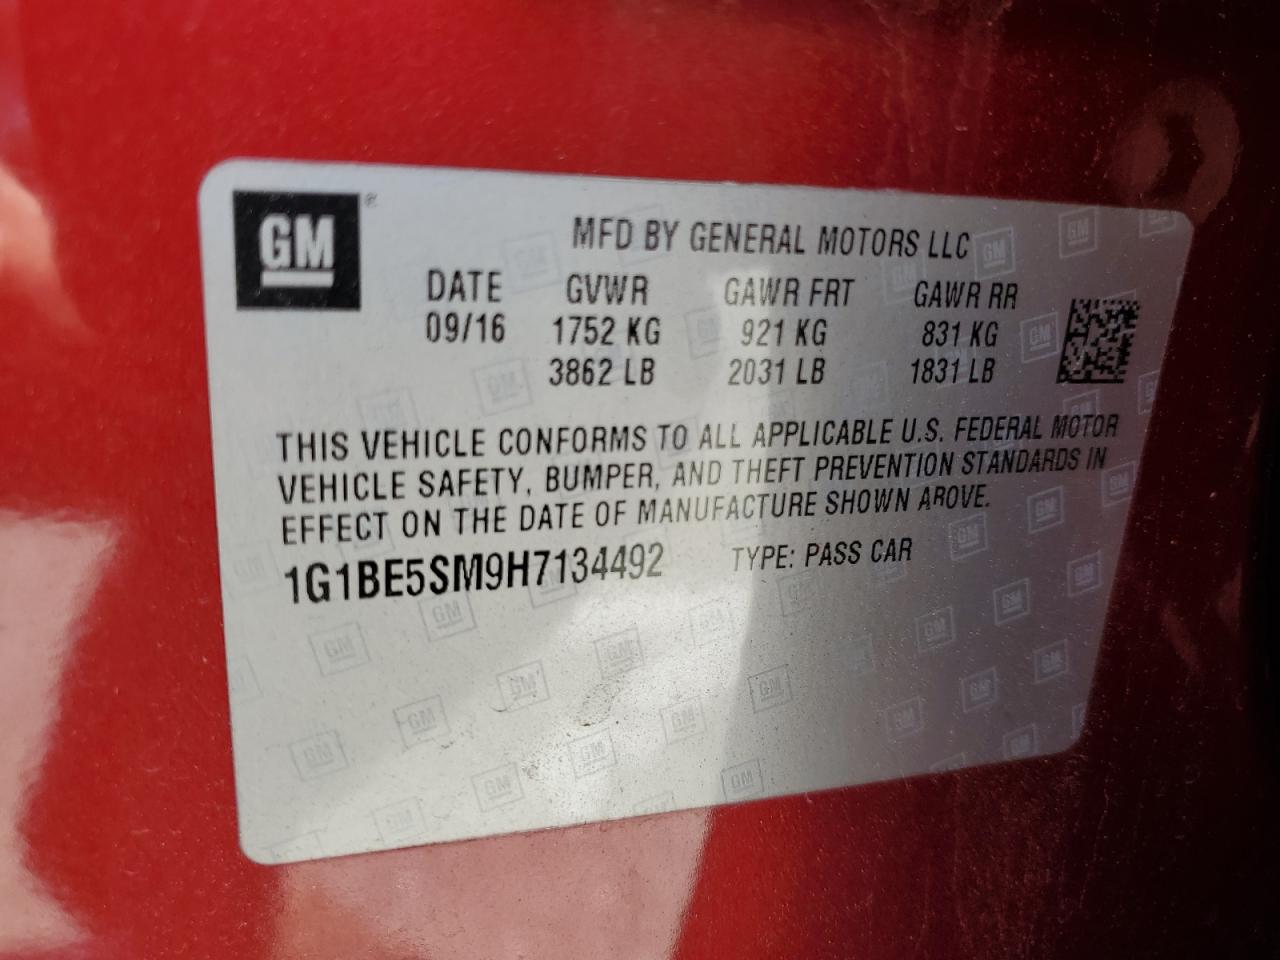 GM®
MFD BY GENERAL MOTORS LLC
DATE GVWR GAWR FRT GAWR RR
09/16 1752 KG 921 KG 831 KG
3862 LB 2031 LB 1831 LB
THIS VEHICLE CONFORMS TO ALL APPLICABLE U.S. FEDERAL MOTOR
VEHICLE SAFETY, BUMPER, AND THEFT PREVENTION STANDARDS IN
EFFECT ON THE DATE OF MANUFACTURE SHOWN ABOVE.
1G1BE5SM9H7134492 TYPE: PASS CAR